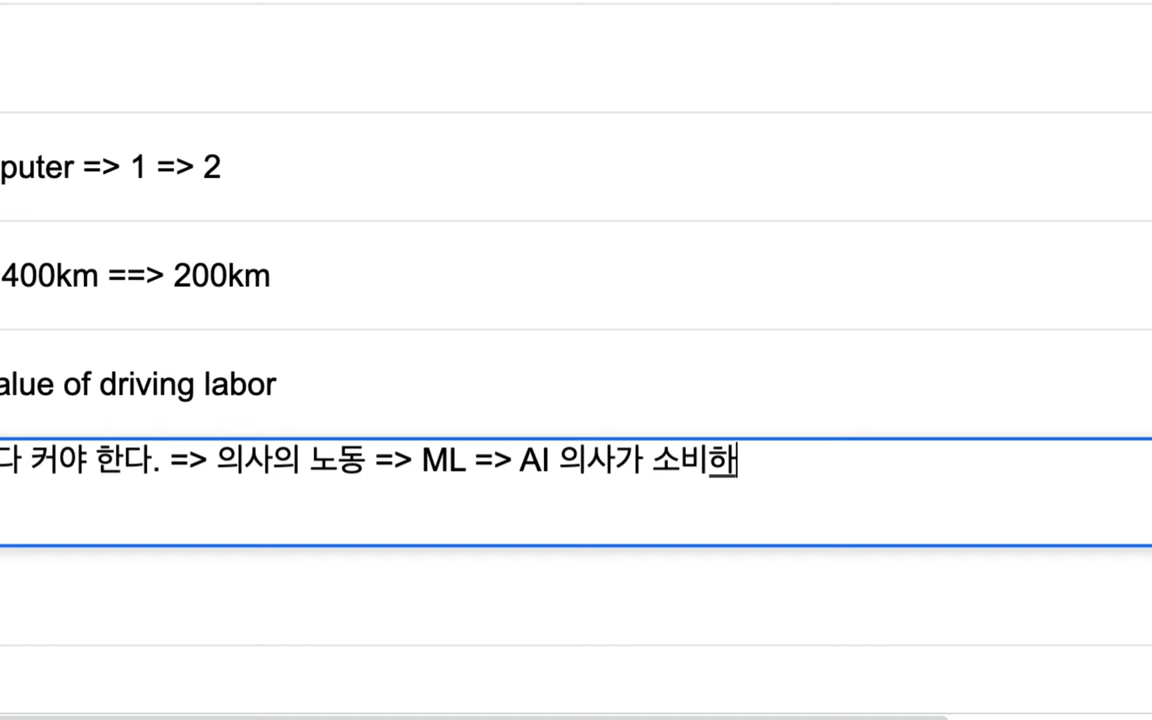 puter => 1 => 2
400km ==> 200km
alue of driving labor
다 커야 한다. => 의사의 노동 => ML => AI 의사가 소비하